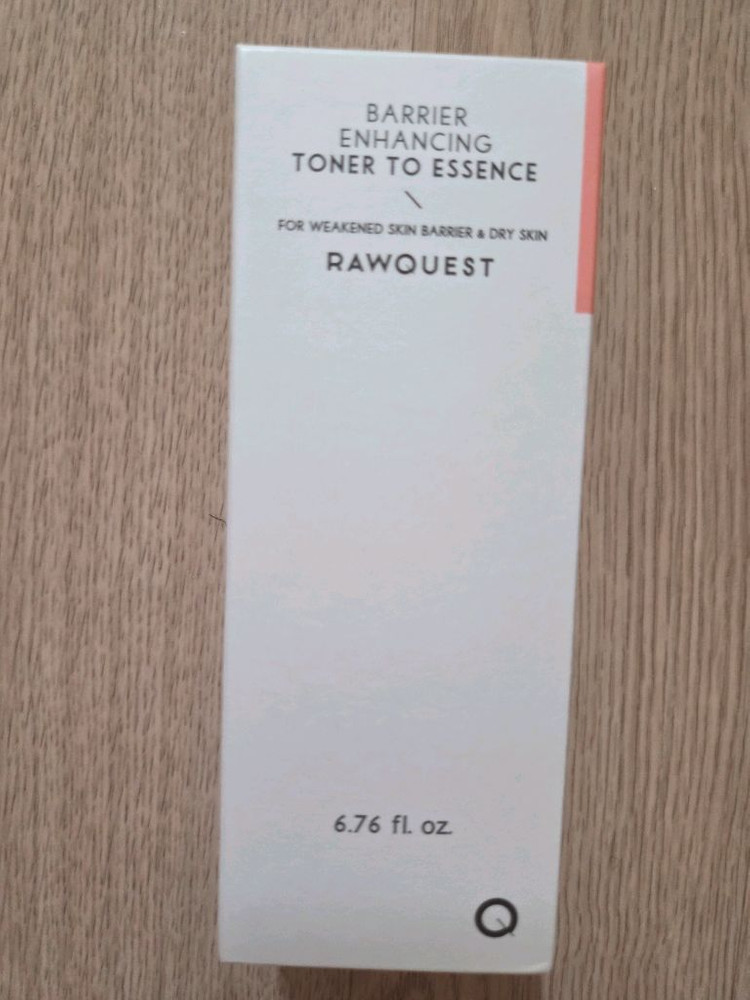 BARRIER
ENHANCING
TONER TO ESSENCE
\
FOR WEAKENED SKIN BARRIER & DRY SKIN
RAWQUEST
6.76 fl. oz.
Q